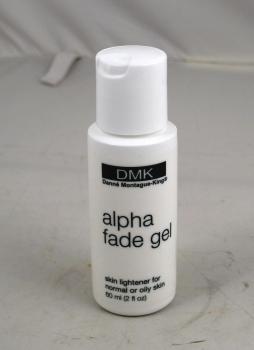 DMK
Danné Montague-King®
alpha
fade gel
skin lightener for
normal or oily skin
60 ml (2 fl oz)